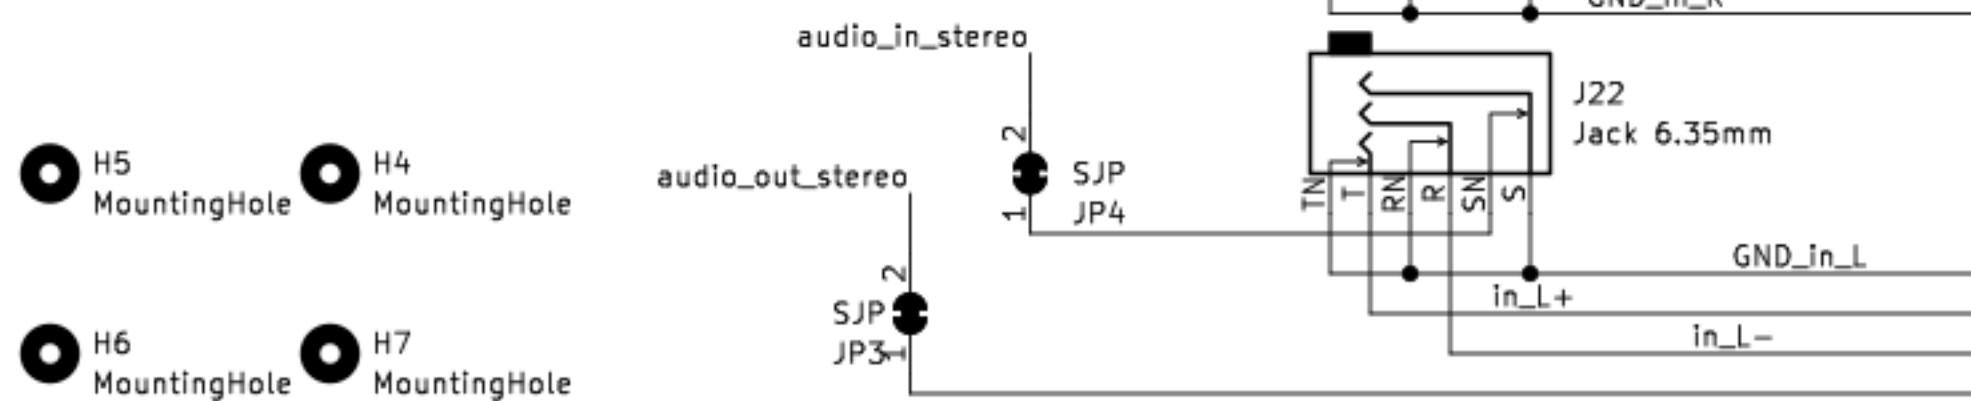 audio_in_stereo
2
SJP
JP4
1
audio_out_stereo
2
SJP
JP3
1
H5
MountingHole
H4
MountingHole
H6
MountingHole
H7
MountingHole
J22
Jack 6.35mm
TN
T
RN
R
SN
S
GND_in_L
in_L+
in_L-